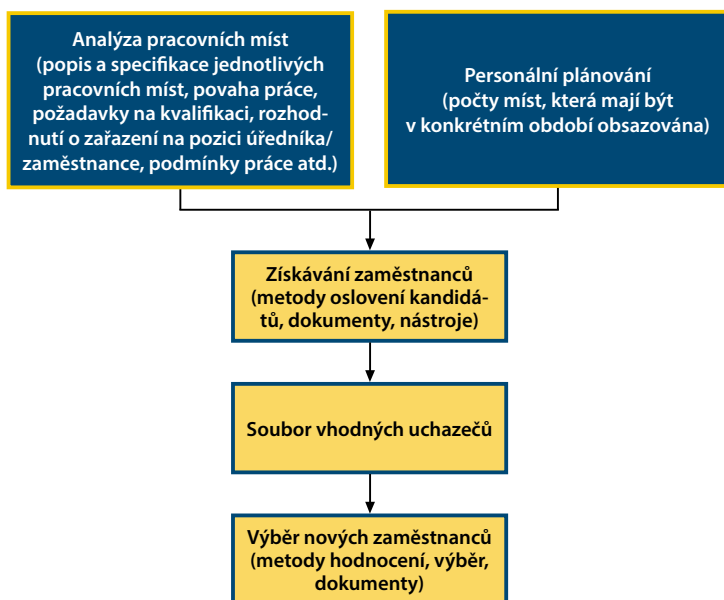 Analýza pracovních míst
(popis a specifikace jednotlivých
pracovních míst, povaha práce,
požadavky na kvalifikaci, rozhod-
nutí o zařazení na pozici úředníka/
zaměstnance, podmínky práce atd.)
Personální plánování
(počty míst, která mají být
v konkrétním období obsazována)
Získávání zaměstnanců
(metody oslovení kandidá-
tů, dokumenty, nástroje)
Soubor vhodných uchazečů
Výběr nových zaměstnanců
(metody hodnocení, výběr,
dokumenty)